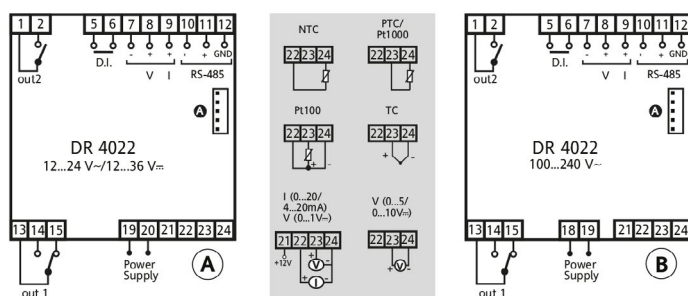 1 2 5 6 7 8 9 10 11 12
- + + - + GND
D.I. V I RS-485
out2
A
DR 4022
12...24 V~/12...36 V⎓
13 14 15 19 20 21 22 23 24
Power
Supply
out 1
A
NTC
22 23 24
PTC/
Pt1000
22 23 24
Pt100
22 23 24
+ -
TC
22 23 24
+ -
I (0...20/
4...20mA)
V (0...1V⎓)
21 22 23 24
+12V
+ V -
+ I -
V (0...5/
0...10V⎓)
22 23 24
+ V -
1 2 5 6 7 8 9 10 11 12
- + + - + GND
D.I. V I RS-485
out2
A
DR 4022
100...240 V~
13 14 15 18 19 21 22 23 24
Power
Supply
out 1
B